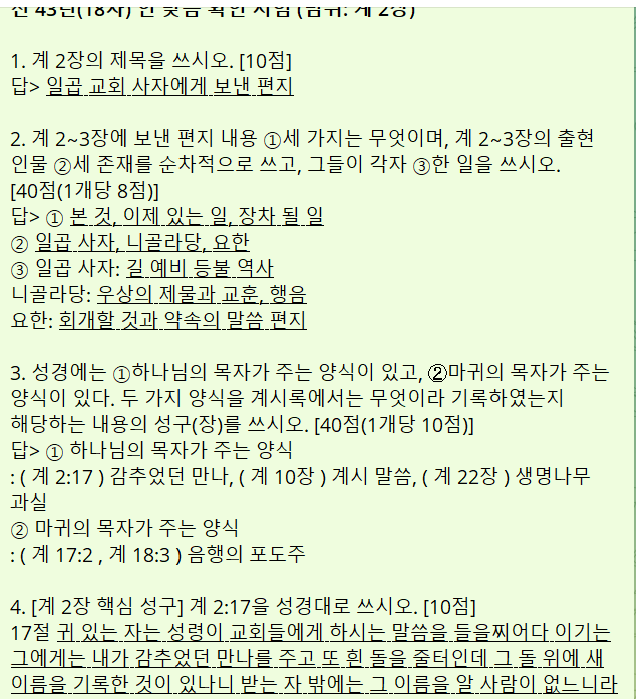 신 43년(18차) 인 맞음 확인 시험 (범위: 계 2장)
1. 계 2장의 제목을 쓰시오. [10점]
답> 일곱 교회 사자에게 보낸 편지
2. 계 2~3장에 보낸 편지 내용 ①세 가지는 무엇이며, 계 2~3장의 출현
인물 ②세 존재를 순차적으로 쓰고, 그들이 각자 ③한 일을 쓰시오.
[40점(1개당 8점)]
답> ① 본 것, 이제 있는 일, 장차 될 일
② 일곱 사자, 니골라당, 요한
③ 일곱 사자: 길 예비 등불 역사
니골라당: 우상의 제물과 교훈, 행음
요한: 회개할 것과 약속의 말씀 편지
3. 성경에는 ①하나님의 목자가 주는 양식이 있고, ②마귀의 목자가 주는
양식이 있다. 두 가지 양식을 계시록에서는 무엇이라 기록하였는지
해당하는 내용의 성구(장)를 쓰시오. [40점(1개당 10점)]
답> ① 하나님의 목자가 주는 양식
: ( 계 2:17 ) 감추었던 만나, ( 계 10장 ) 계시 말씀, ( 계 22장 ) 생명나무
과실
② 마귀의 목자가 주는 양식
: ( 계 17:2 , 계 18:3 ) 음행의 포도주
4. [계 2장 핵심 성구] 계 2:17을 성경대로 쓰시오. [10점]
17절 귀 있는 자는 성령이 교회들에게 하시는 말씀을 들을찌어다 이기는
그에게는 내가 감추었던 만나를 주고 또 흰 돌을 줄터인데 그 돌 위에 새
이름을 기록한 것이 있나니 받는 자 밖에는 그 이름을 알 사람이 없느니라